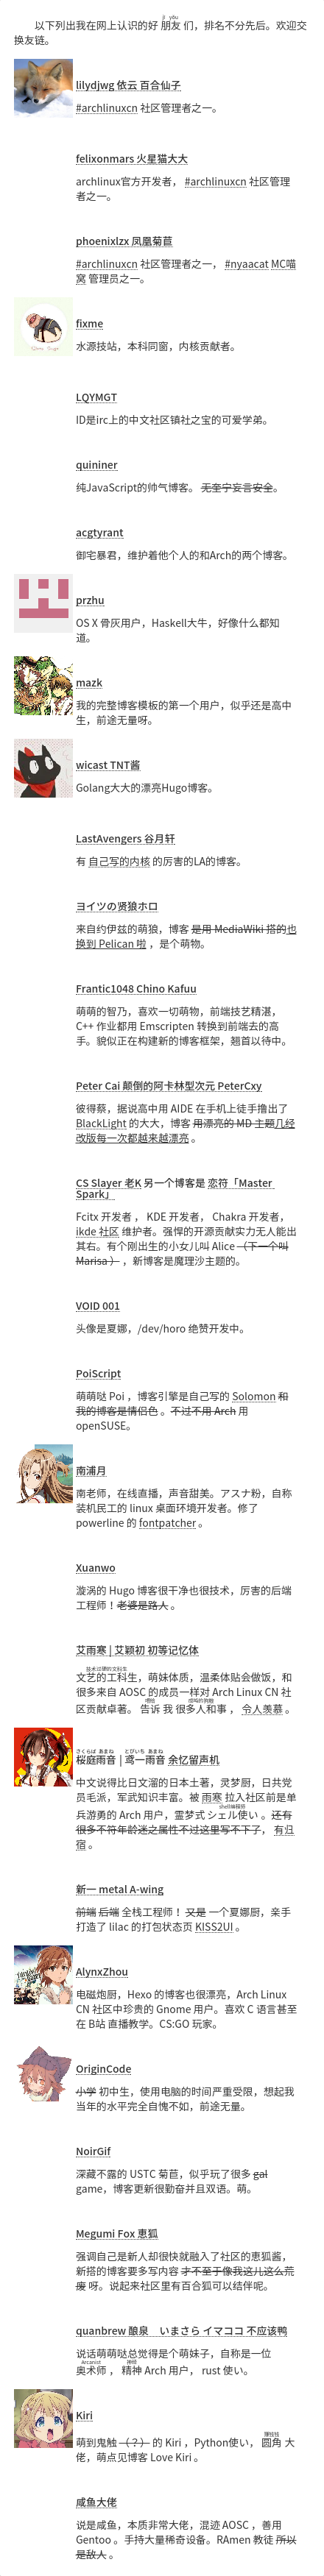 以下列出我在网上认识的好 朋友 们，排名不分先后。欢迎交
换友链。
lilydjwg 依云 百合仙子
#archlinuxcn 社区管理者之一。
felixonmars 火星猫大大
archlinux官方开发者， #archlinuxcn 社区管理
者之一。
phoenixlzx 凤凰菊苣
#archlinuxcn 社区管理者之一， #nyaacat MC喵
窝 管理员之一。
fixme
水源技站，本科同窗，内核贡献者。
LQYMGT
ID是irc上的中文社区镇社之宝的可爱学弟。
quininer
纯JavaScript的帅气博客。 无奎宁妄言安全。
acgtyrant
御宅暴君，维护着他个人的和Arch的两个博客。
przhu
OS X 骨灰用户，Haskell大牛，好像什么都知
道。
mazk
我的完整博客模板的第一个用户，似乎还是高中
生，前途无量呀。
wicast TNT酱
Golang大大的漂亮Hugo博客。
LastAvengers 谷月轩
有 自己写的内核 的厉害的LA的博客。
ヨイツの贤狼ホロ
来自约伊兹的萌狼，博客 是用 MediaWiki 搭的也
换到 Pelican 啦 ，是个萌物。
Frantic1048 Chino Kafuu
萌萌的智乃，喜欢一切萌物，前端技艺精湛，
C++ 作业都用 Emscripten 转换到前端去的高
手。貌似正在构建新的博客框架，翘首以待中。
Peter Cai 颠倒的阿卡林型次元 PeterCxy
彼得蔡，据说高中用 AIDE 在手机上徒手撸出了
BlackLight 的大大，博客 用漂亮的 MD 主题几经
改版每一次都越来越漂亮 。
CS Slayer 老K 另一个博客是 恋符「Master
Spark」
Fcitx 开发者 ， KDE 开发者， Chakra 开发者，
ikde 社区 维护者。强悍的开源贡献实力无人能出
其右。有个刚出生的小女儿叫 Alice （下一个叫
Marisa ） ，新博客是魔理沙主题的。
VOID 001
头像是夏娜，/dev/horo 绝赞开发中。
PoiScript
萌萌哒 Poi ，博客引擎是自己写的 Solomon 和
我的博客是情侣色 。不过不用 Arch 用
openSUSE。
南浦月
南老师，在线直播，声音甜美。アスナ粉，自称
装机民工的 linux 桌面环境开发者。修了
powerline 的 fontpatcher 。
Xuanwo
漩涡的 Hugo 博客很干净也很技术，厉害的后端
工程师！老婆是路人 。
艾雨寒 | 艾颖初 初等记忆体
文艺的工科生，萌妹体质，温柔体贴会做饭，和
很多来自 AOSC 的成员一样对 Arch Linux CN 社
区贡献卓著。 告诉 我 很多人和事 ， 令人羡慕 。
桜庭雨音 | 鸢一雨音 余忆留声机
中文说得比日文溜的日本土著，灵梦厨，日共党
员毛派，军武知识丰富。被 雨寒 拉入社区前是单
兵游勇的 Arch 用户，霊梦式 シェル使い 。还有
很多不符年龄迷之属性不过这里写不下了， 有归
宿 。
新一 metal A-wing
前端 后端 全栈工程师！ 又是 一个夏娜厨，亲手
打造了 lilac 的打包状态页 KISS2UI 。
AlynxZhou
电磁炮厨，Hexo 的博客也很漂亮，Arch Linux
CN 社区中珍贵的 Gnome 用户。喜欢 C 语言甚至
在 B站 直播教学。CS:GO 玩家。
OriginCode
小学 初中生，使用电脑的时间严重受限，想起我
当年的水平完全自愧不如，前途无量。
NoirGif
深藏不露的 USTC 菊苣，似乎玩了很多 gal
game，博客更新很勤奋并且双语。萌。
Megumi Fox 恵狐
强调自己是新人却很快就融入了社区的恵狐酱，
新搭的博客要多写内容 才不至于像我这儿这么荒
废 呀。说起来社区里有百合狐可以结伴呢。
quanbrew 酿泉 いまさら イマココ 不应该鸭
说话萌萌哒总觉得是个萌妹子，自称是一位
奥术师 ， 精神 Arch 用户， rust 使い。
Kiri
萌到鬼触 （？） 的 Kiri ，Python使い， 圆角 大
佬，萌点见博客 Love Kiri 。
咸鱼大佬
说是咸鱼，本质非常大佬，混迹 AOSC ，善用
Gentoo 。手持大量稀奇设备。RAmen 教徒 所以
是敌人 。